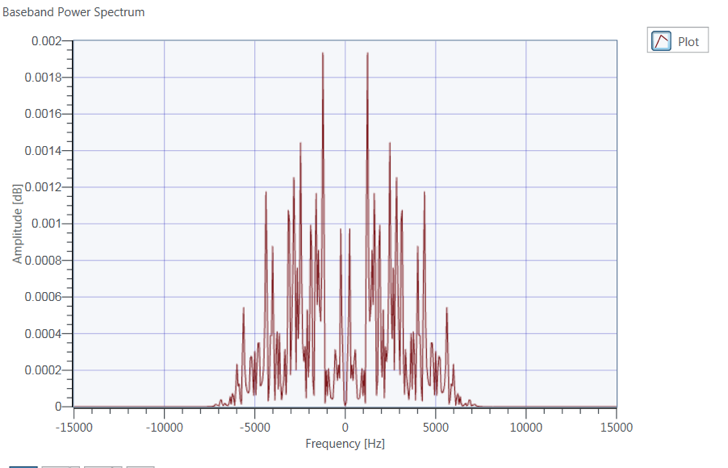 Baseband Power Spectrum
Plot
0.002
0.0018
0.0016
0.0014
0.0012
0.001
0.0008
0.0006
0.0004
0.0002
0
Amplitude [dB]
-15000 -10000 -5000 0 5000 10000 15000
Frequency [Hz]